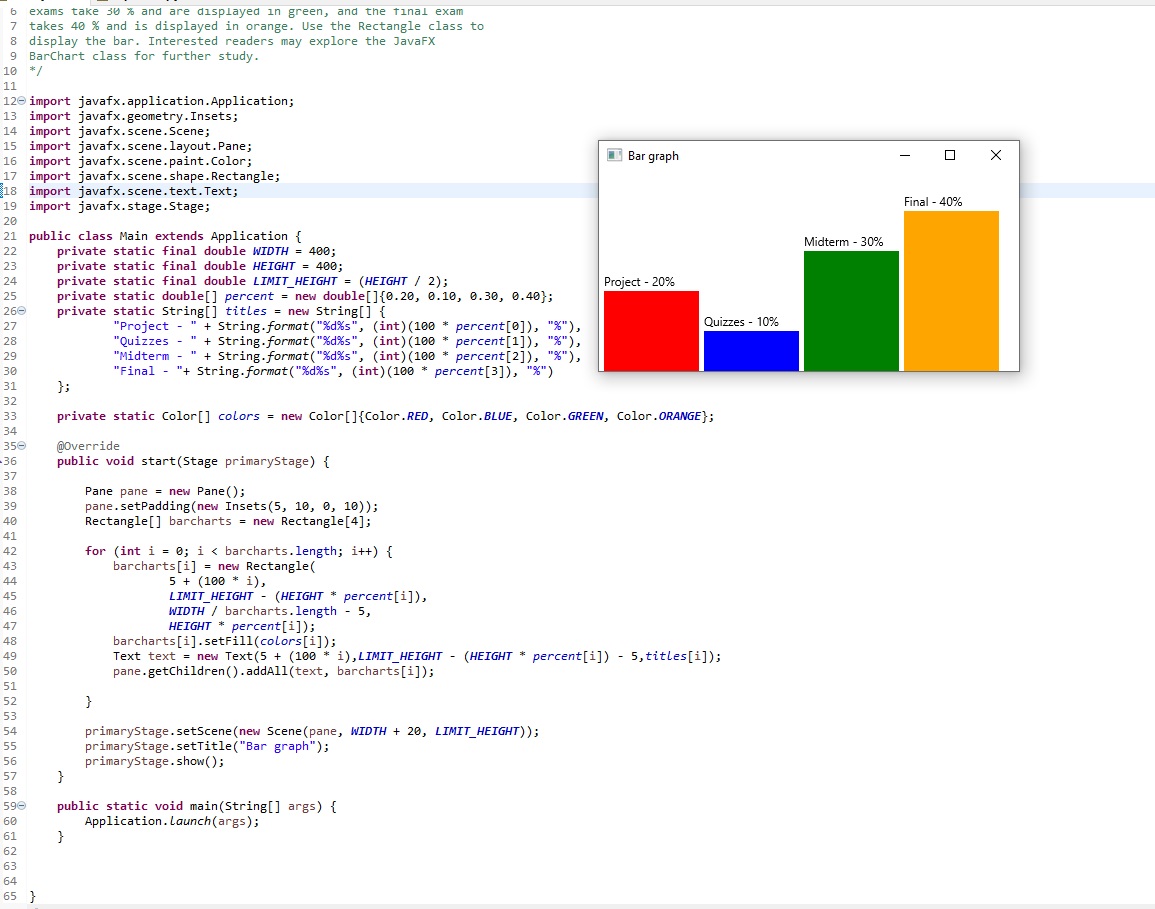 6 exams take 30 % and are displayed in green, and the final exam
7 takes 40 % and is displayed in orange. Use the Rectangle class to
8 display the bar. Interested readers may explore the JavaFX
9 BarChart class for further study.
10 */
11
12 import javafx.application.Application;
13 import javafx.geometry.Insets;
14 import javafx.scene.Scene;
15 import javafx.scene.layout.Pane;
16 import javafx.scene.paint.Color;
17 import javafx.scene.shape.Rectangle;
18 import javafx.scene.text.Text;
19 import javafx.stage.Stage;
20
21 public class Main extends Application {
22 private static final double WIDTH = 400;
23 private static final double HEIGHT = 400;
24 private static final double LIMIT_HEIGHT = (HEIGHT / 2);
25 private static double[] percent = new double[]{0.20, 0.10, 0.30, 0.40};
26 private static String[] titles = new String[] {
27 "Project - " + String.format("%d%s", (int)(100 * percent[0]), "%"),
28 "Quizzes - " + String.format("%d%s", (int)(100 * percent[1]), "%"),
29 "Midterm - " + String.format("%d%s", (int)(100 * percent[2]), "%"),
30 "Final - "+ String.format("%d%s", (int)(100 * percent[3]), "%")
31 };
32
33 private static Color[] colors = new Color[]{Color.RED, Color.BLUE, Color.GREEN, Color.ORANGE};
34
35 @Override
36 public void start(Stage primaryStage) {
37
38 Pane pane = new Pane();
39 pane.setPadding(new Insets(5, 10, 0, 10));
40 Rectangle[] barcharts = new Rectangle[4];
41
42 for (int i = 0; i < barcharts.length; i++) {
43 barcharts[i] = new Rectangle(
44 5 + (100 * i),
45 LIMIT_HEIGHT - (HEIGHT * percent[i]),
46 WIDTH / barcharts.length - 5,
47 HEIGHT * percent[i]);
48 barcharts[i].setFill(colors[i]);
49 Text text = new Text(5 + (100 * i),LIMIT_HEIGHT - (HEIGHT * percent[i]) - 5,titles[i]);
50 pane.getChildren().addAll(text, barcharts[i]);
51
52 }
53
54 primaryStage.setScene(new Scene(pane, WIDTH + 20, LIMIT_HEIGHT));
55 primaryStage.setTitle("Bar graph");
56 primaryStage.show();
57 }
58
59 public static void main(String[] args) {
60 Application.launch(args);
61 }
62
63
64
65 }
Bar graph
Project - 20%
Quizzes - 10%
Midterm - 30%
Final - 40%